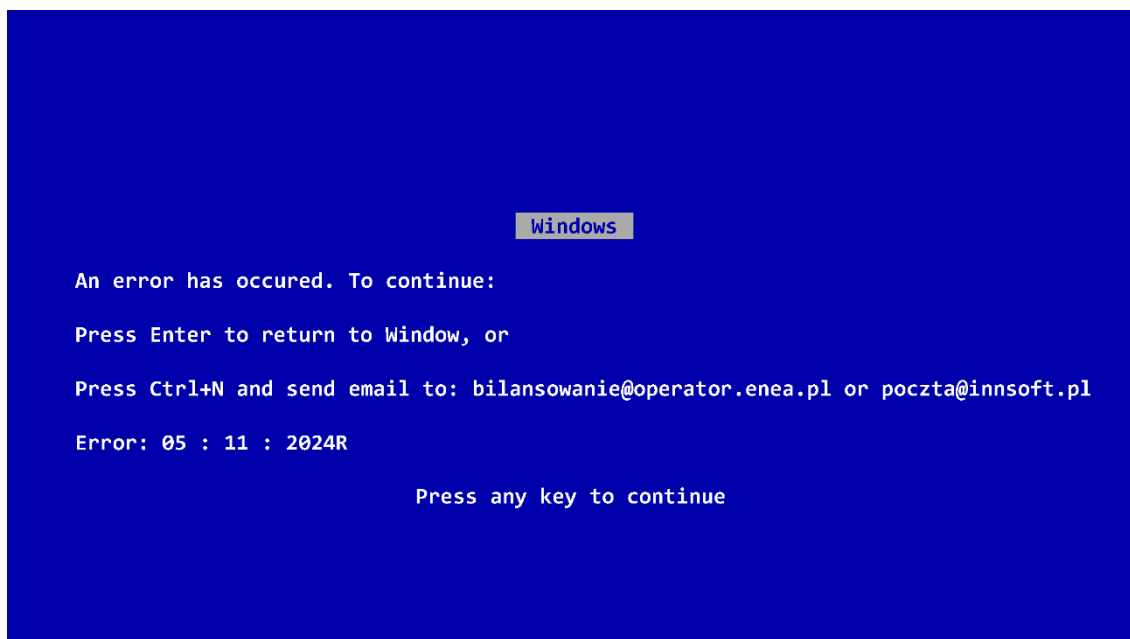 Windows
An error has occured. To continue:
Press Enter to return to Window, or
Press Ctrl+N and send email to: bilansowanie@operator.enea.pl or poczta@innsoft.pl
Error: 05 : 11 : 2024R
Press any key to continue